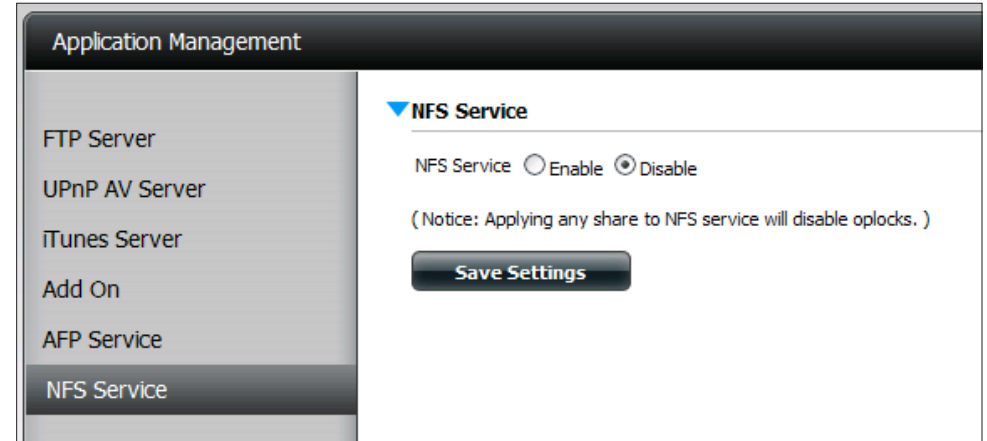 Application Management
FTP Server
UPnP AV Server
iTunes Server
Add On
AFP Service
NFS Service
NFS Service
NFS Service Enable Disable
( Notice: Applying any share to NFS service will disable oplocks. )
Save Settings